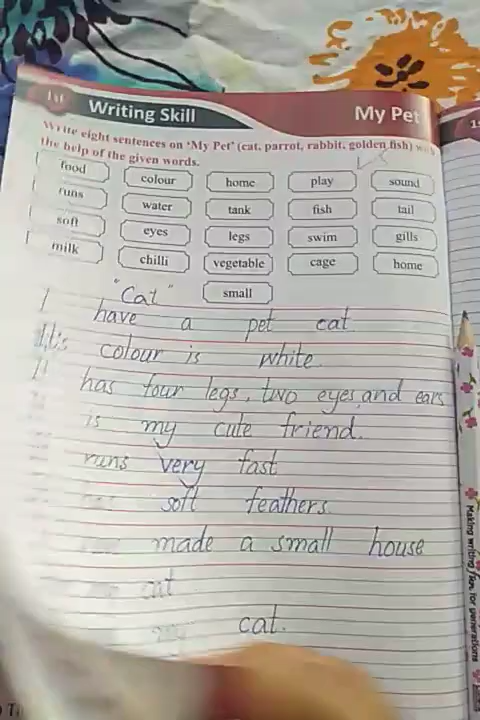 1st Writing Skill My Pet
Write eight sentences on 'My Pet' (cat, parrot, rabbit, golden fish) with
the help of the given words.
food colour home play sound
runs water tank fish tail
soft eyes legs swim gills
milk chilli vegetable cage home
small
"Cat"
I have a pet cat.
It's colour is white.
It has four legs, two eyes and ears
is my cute friend.
runs very fast
soft feathers.
made a small house
cat
cat.
Making writing fun, for generations